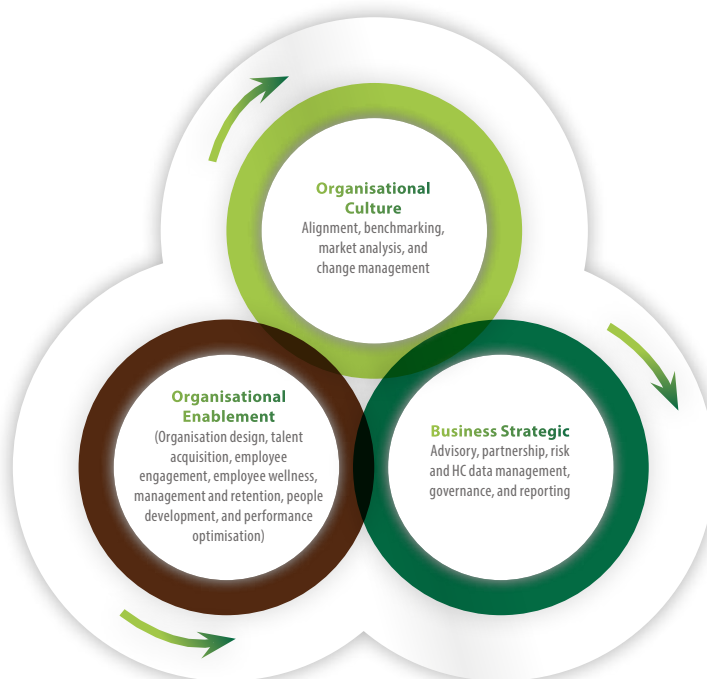 Organisational
Culture
Alignment, benchmarking,
market analysis, and
change management
Organisational
Enablement
(Organisation design, talent
acquisition, employee
engagement, employee wellness,
management and retention, people
development, and performance
optimisation)
Business Strategic
Advisory, partnership, risk
and HC data management,
governance, and reporting